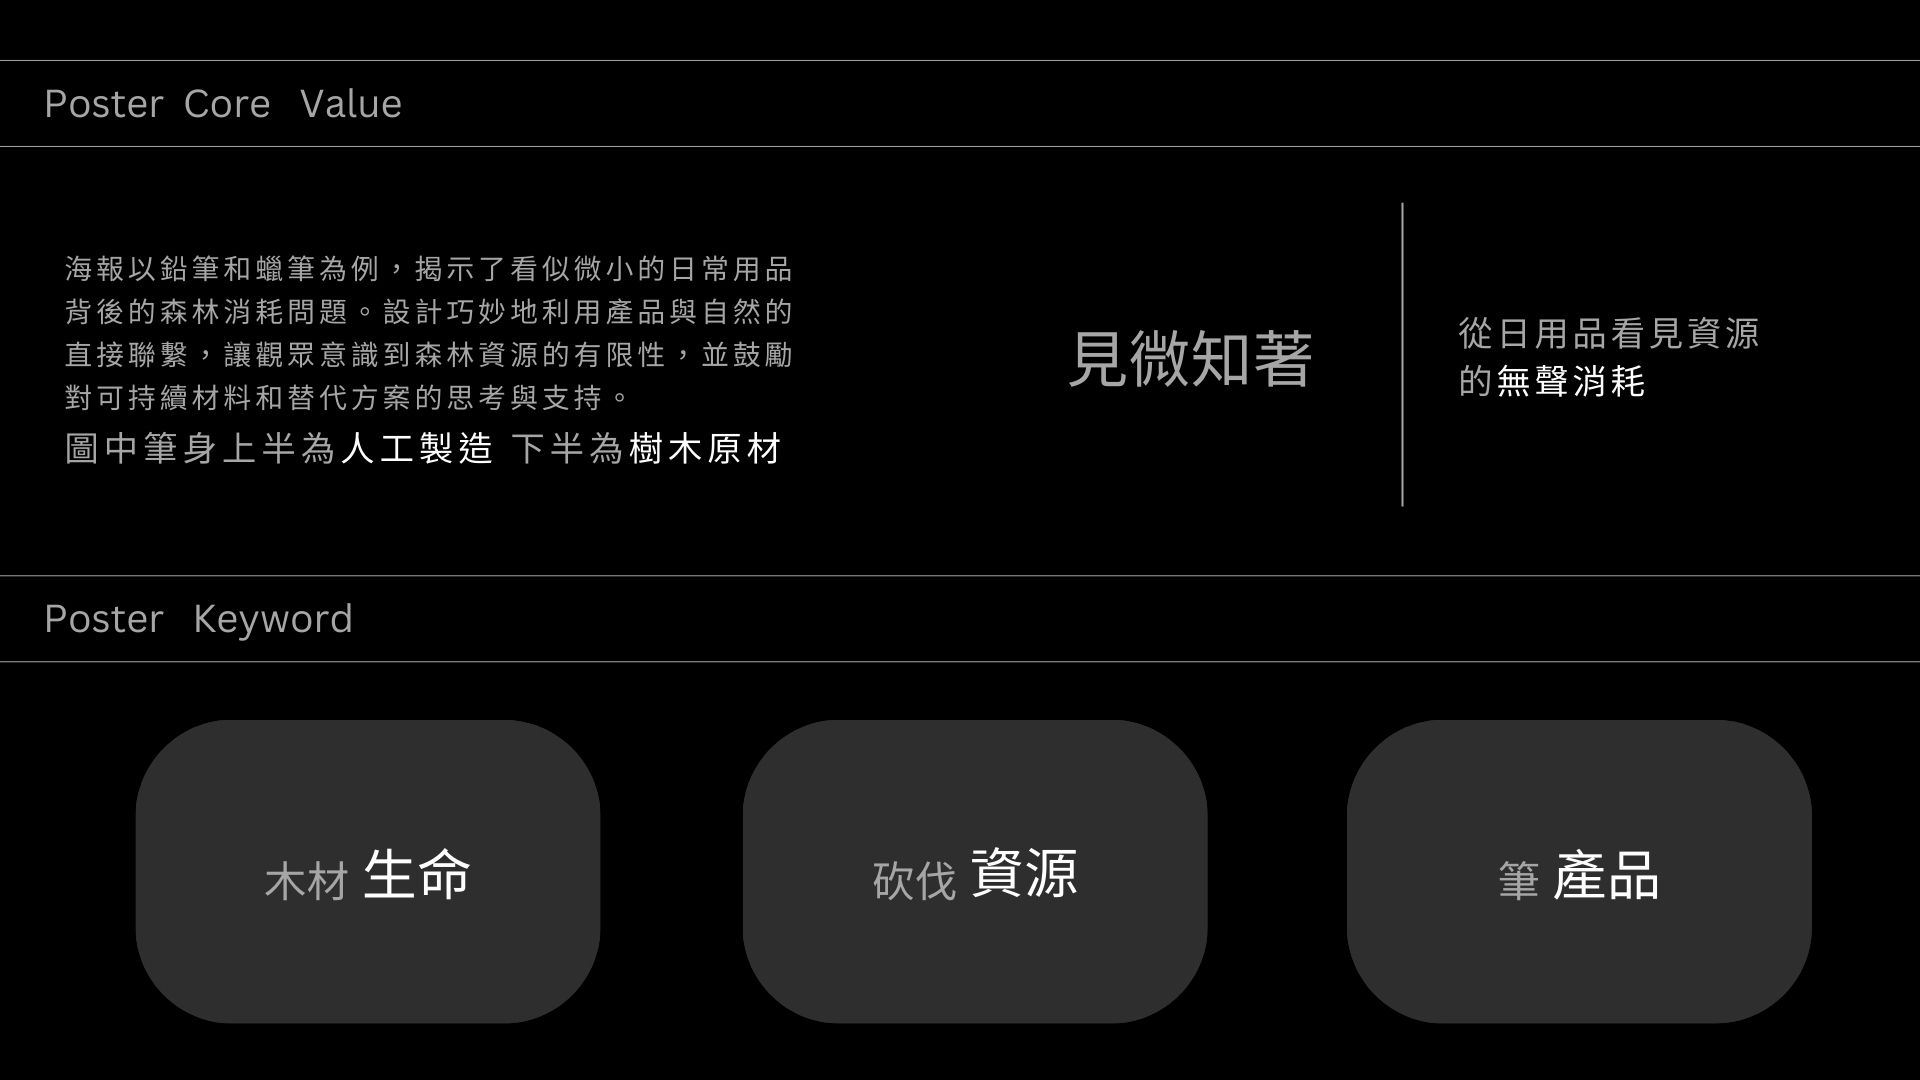 Poster Core Value
海報以鉛筆和蠟筆為例，揭示了看似微小的日常用品
背後的森林消耗問題。設計巧妙地利用產品與自然的
直接聯繫，讓觀眾意識到森林資源的有限性，並鼓勵
對可持續材料和替代方案的思考與支持。
圖中筆身上半為人工製造 下半為樹木原材
見微知著
從日用品看見資源
的無聲消耗
Poster Keyword
木材 生命
砍伐 資源
筆 產品